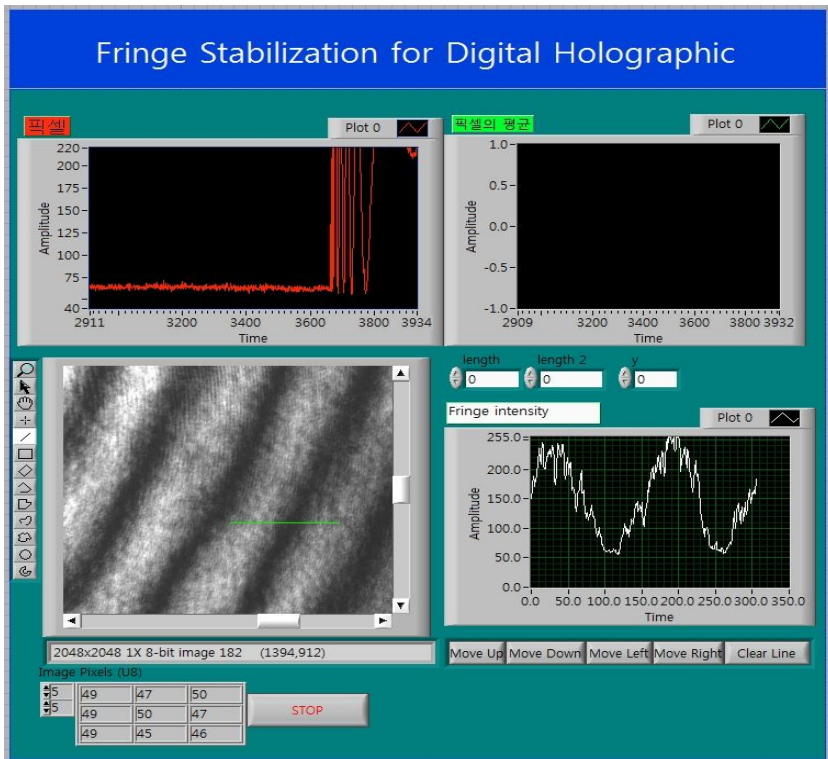 Fringe Stabilization for Digital Holographic
픽셀
Plot 0
220
200
175
150
125
100
75
40
Amplitude
2911
3200
3400
3600
3800
3934
Time
픽셀의 평균
Plot 0
1.0
0.5
0.0
-0.5
-1.0
Amplitude
2909
3200
3400
3600
3800
3932
Time
length
length 2
y
0
0
0
Fringe intensity
Plot 0
255.0
200.0
150.0
100.0
50.0
0.0
Amplitude
0.0
50.0
100.0
150.0
200.0
250.0
300.0
350.0
Time
2048x2048 1X 8-bit image 182 (1394,912)
Move Up
Move Down
Move Left
Move Right
Clear Line
Image Pixels (U8)
5
5
49 47 50
49 50 47
49 45 46
STOP